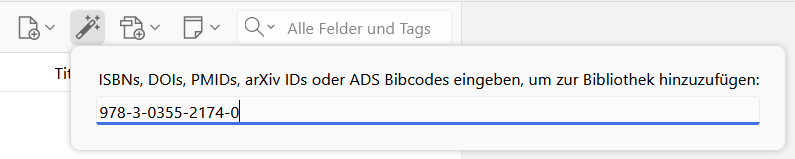 Alle Felder und Tags
Tit
ISBNs, DOIs, PMIDs, arXiv IDs oder ADS Bibcodes eingeben, um zur Bibliothek hinzuzufügen:
978-3-0355-2174-0